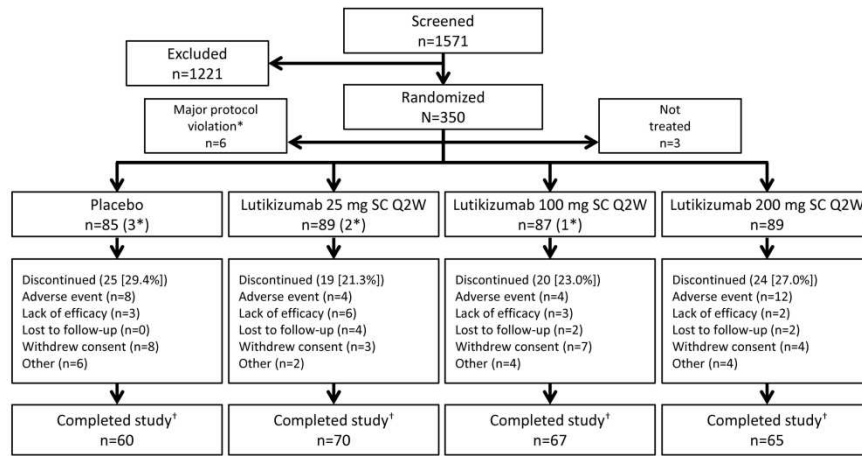 Screened
n=1571
Excluded
n=1221
Randomized
N=350
Major protocol
violation*
n=6
Not
treated
n=3
Placebo
n=85 (3*)
Lutikizumab 25 mg SC Q2W
n=89 (2*)
Lutikizumab 100 mg SC Q2W
n=87 (1*)
Lutikizumab 200 mg SC Q2W
n=89
Discontinued (25 [29.4%])
Adverse event (n=8)
Lack of efficacy (n=3)
Lost to follow-up (n=0)
Withdrew consent (n=8)
Other (n=6)
Discontinued (19 [21.3%])
Adverse event (n=4)
Lack of efficacy (n=6)
Lost to follow-up (n=4)
Withdrew consent (n=3)
Other (n=2)
Discontinued (20 [23.0%])
Adverse event (n=4)
Lack of efficacy (n=3)
Lost to follow-up (n=2)
Withdrew consent (n=7)
Other (n=4)
Discontinued (24 [27.0%])
Adverse event (n=12)
Lack of efficacy (n=2)
Lost to follow-up (n=2)
Withdrew consent (n=4)
Other (n=4)
Completed study†
n=60
Completed study†
n=70
Completed study†
n=67
Completed study†
n=65